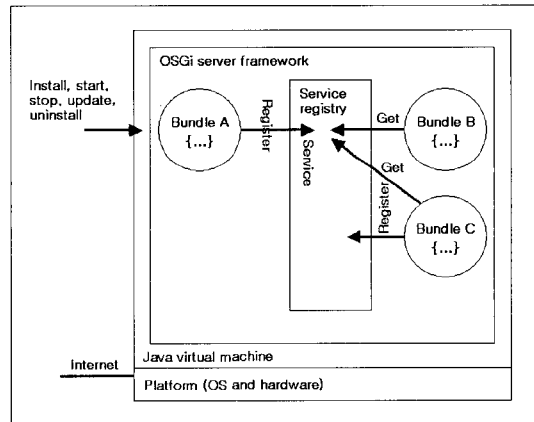 OSGi server framework
Install, start,
stop, update,
uninstall
Bundle A
{...}
Register
Service
registry
Service
Get
Bundle B
{...}
Get
Register
Bundle C
{...}
Java virtual machine
Internet
Platform (OS and hardware)